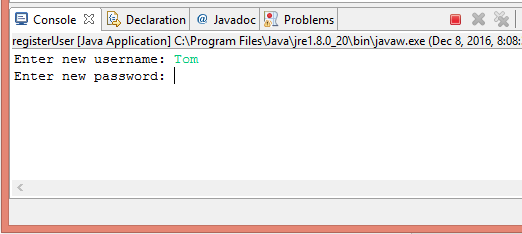 Console Declaration @ Javadoc Problems
registerUser [Java Application] C:\Program Files\Java\jre1.8.0_20\bin\javaw.exe (Dec 8, 2016, 8:08:
Enter new username: Tom
Enter new password: